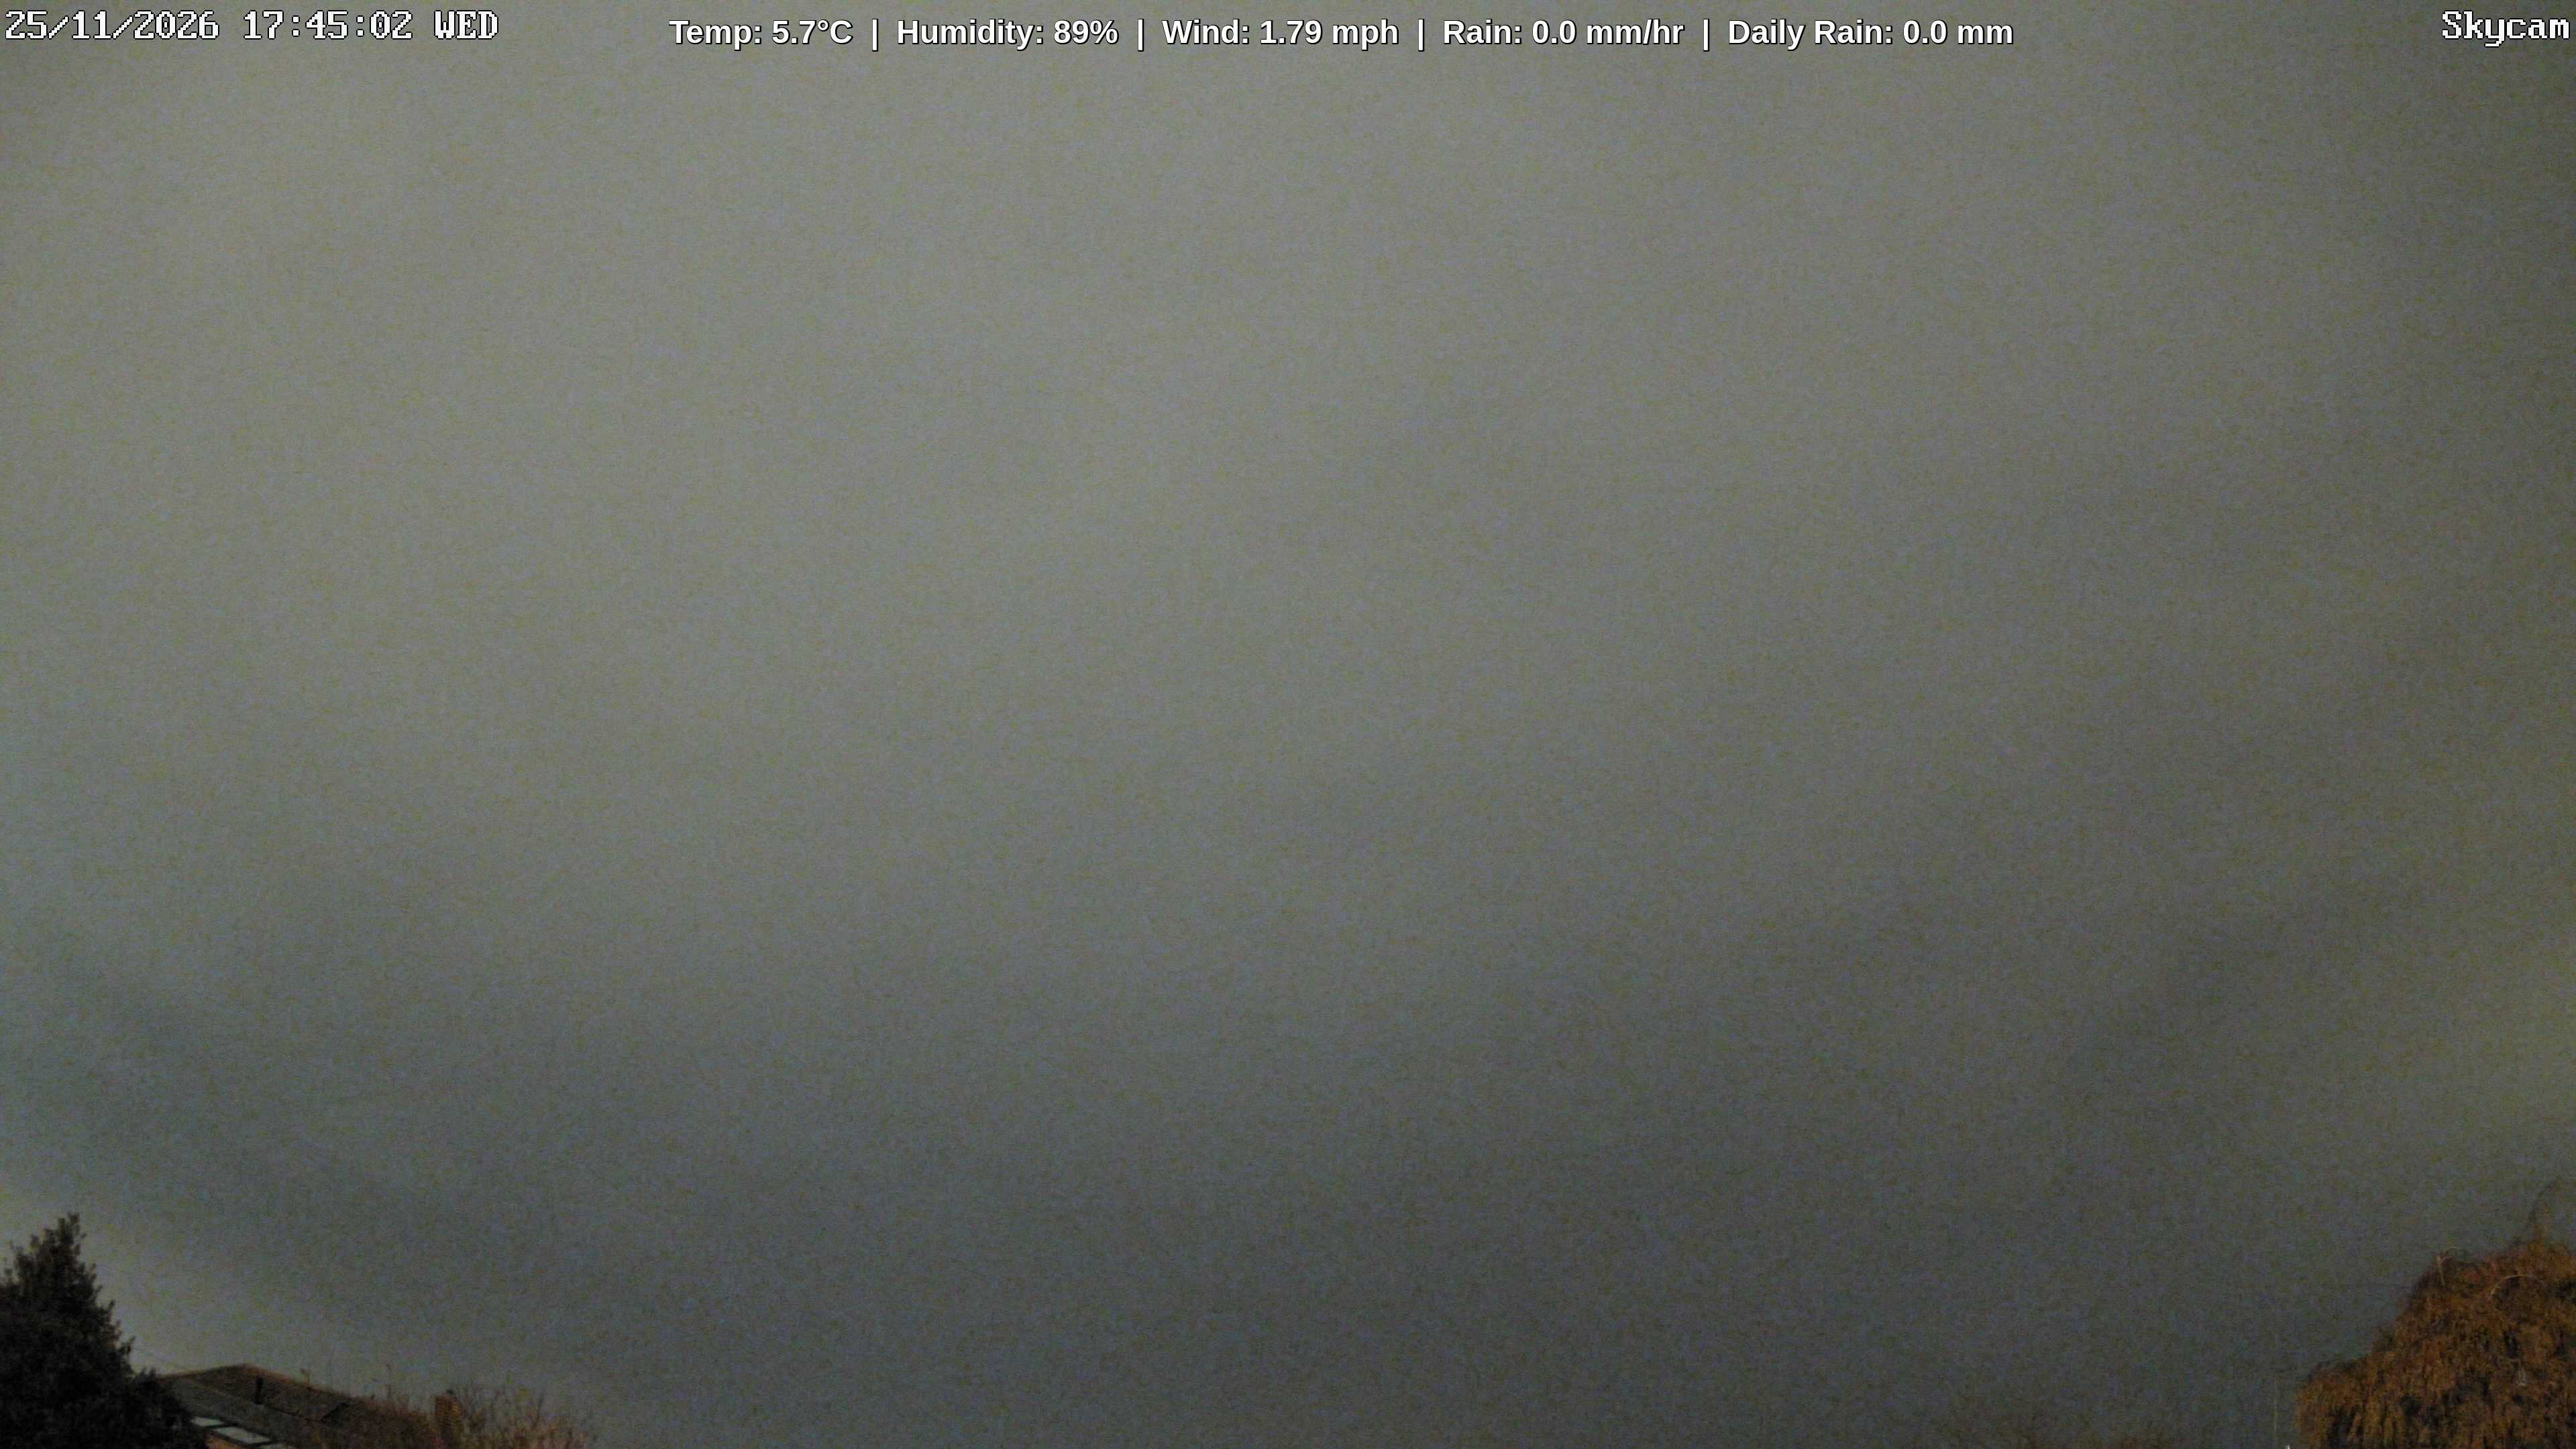 25/11/2026 17:45:02 WED
Temp: 5.7°C | Humidity: 89% | Wind: 1.79 mph | Rain: 0.0 mm/hr | Daily Rain: 0.0 mm
Skycam